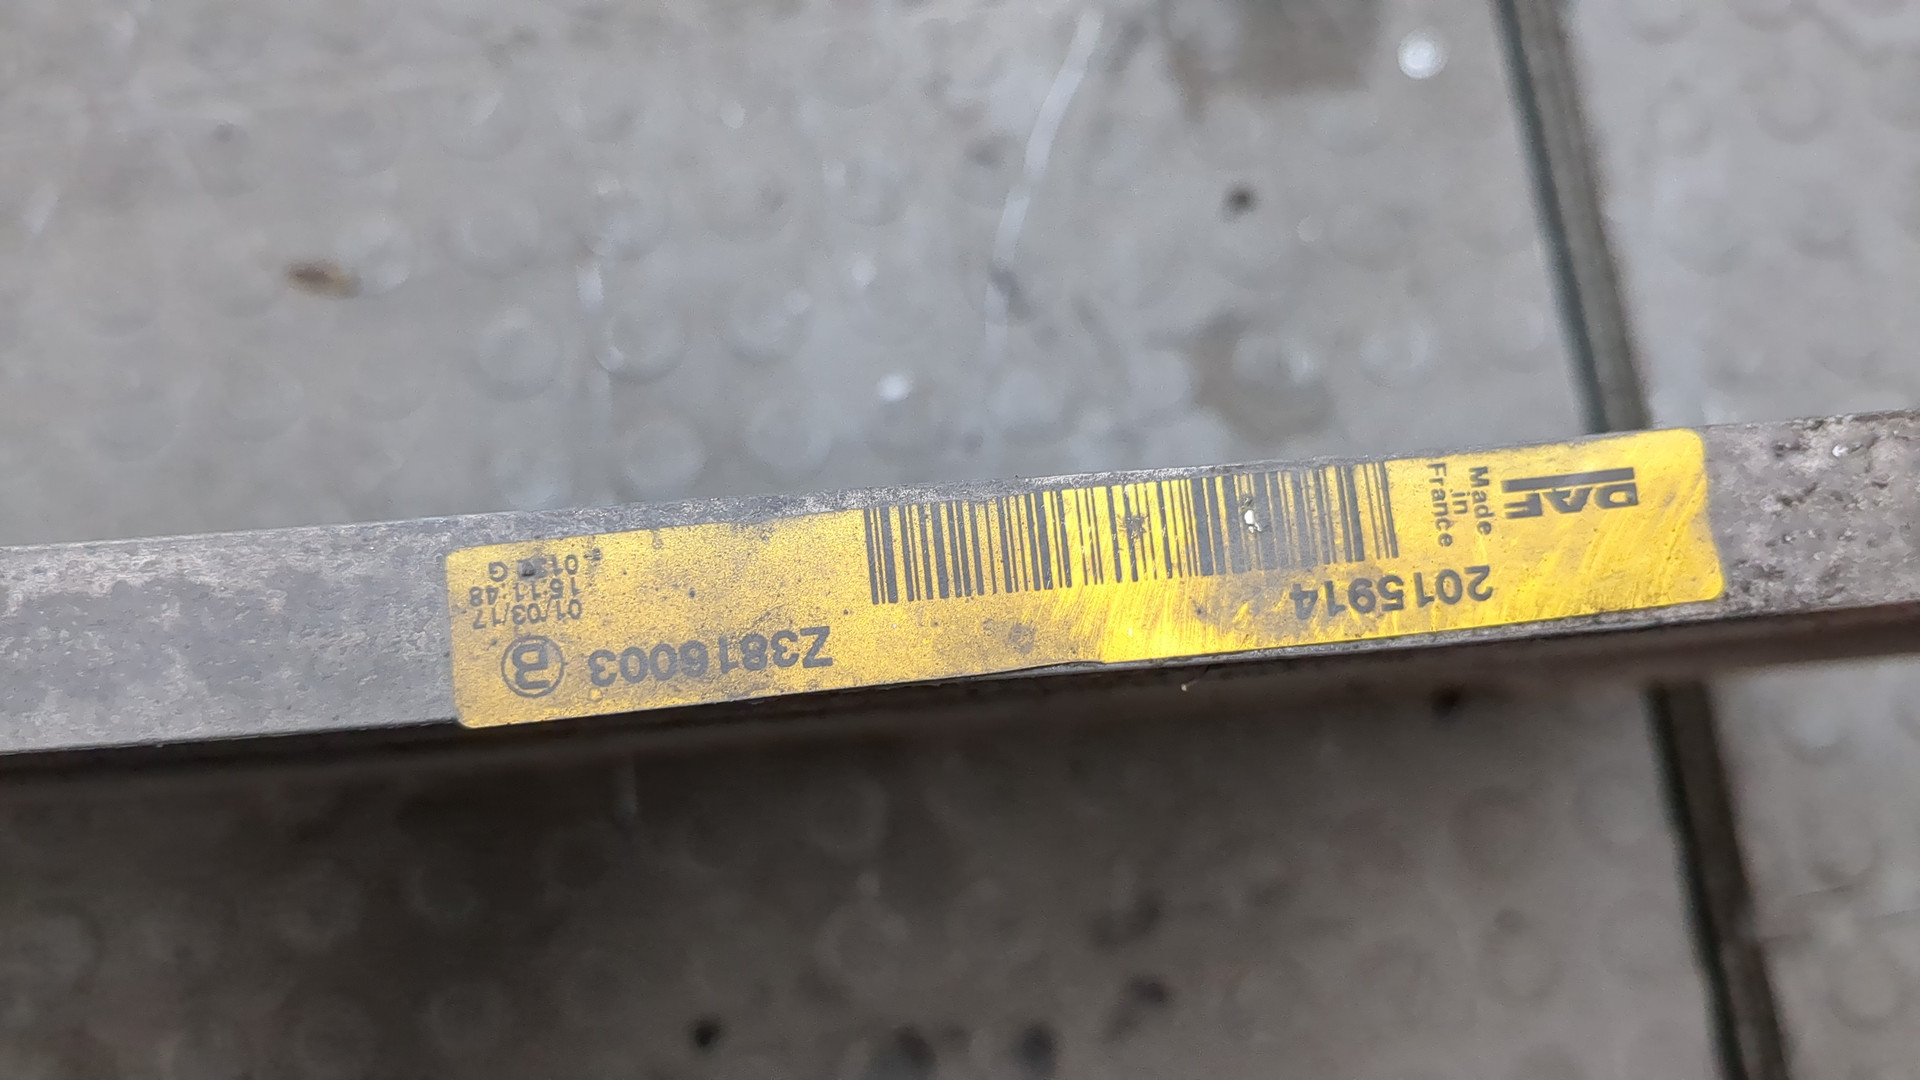 DAF
Made
in
France
2015914
Z3816003
01/03/17
15:11:48